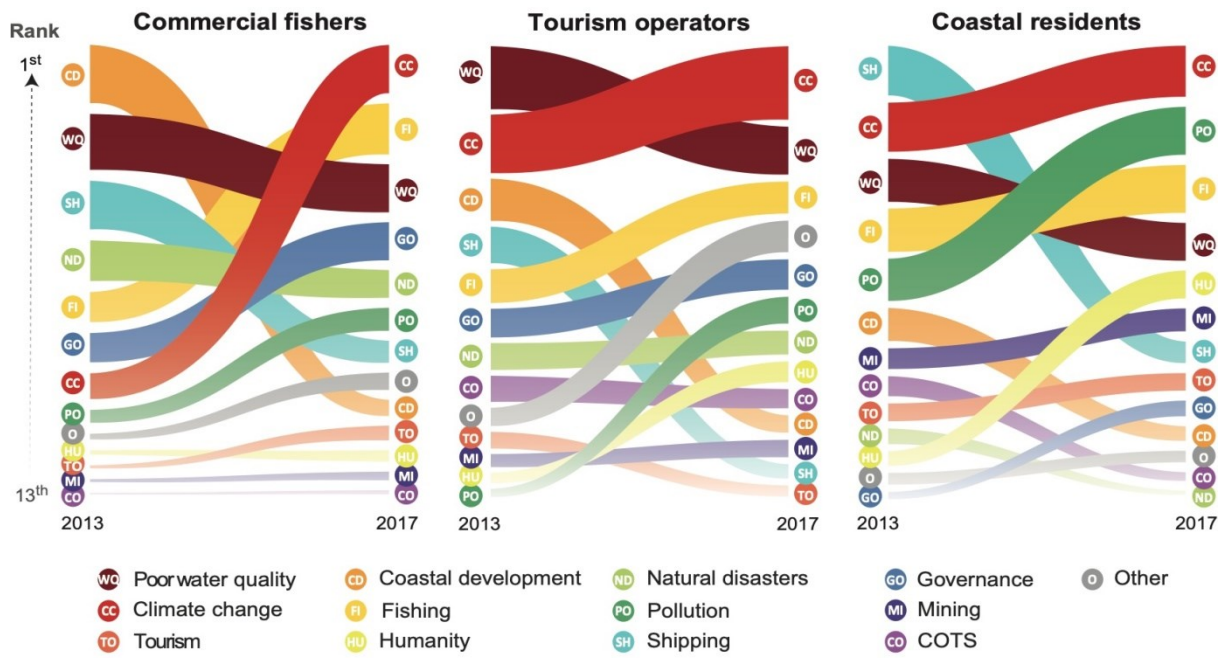 Commercial fishers
Tourism operators
Coastal residents
Rank
1st
13th
CD
WQ
SH
ND
FI
GO
CC
PO
O
HU
TO
MI
CO
CC
FI
WQ
GO
ND
PO
SH
O
CD
TO
HU
MI
CO
2013
2017
WQ
CC
CD
SH
FI
GO
ND
CO
O
TO
MI
HU
PO
CC
WQ
FI
O
GO
PO
ND
HU
CO
CD
MI
SH
TO
2013
2017
SH
CC
WQ
FI
PO
CD
MI
CO
TO
ND
HU
O
GO
CC
PO
FI
WQ
HU
MI
SH
TO
GO
CD
O
CO
ND
2013
2017
WQ Poor water quality
CD Coastal development
ND Natural disasters
GO Governance
O Other
CC Climate change
FI Fishing
PO Pollution
MI Mining
TO Tourism
HU Humanity
SH Shipping
CO COTS